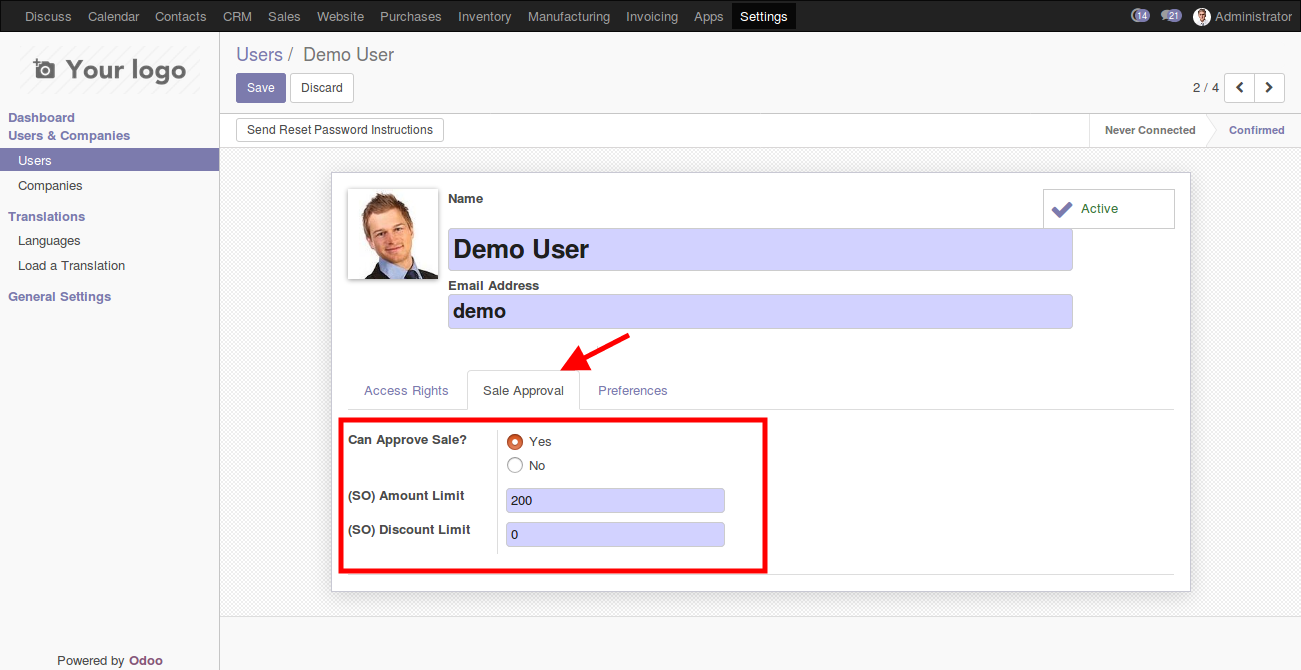 Discuss Calendar Contacts CRM Sales Website Purchases Inventory Manufacturing Invoicing Apps Settings 14 21 Administrator
Your logo
Dashboard
Users & Companies
Users
Companies
Translations
Languages
Load a Translation
General Settings
Powered by Odoo
Users / Demo User
Save Discard
2 / 4
Send Reset Password Instructions
Never Connected Confirmed
Name
Active
Demo User
Email Address
demo
Access Rights Sale Approval Preferences
Can Approve Sale? Yes
No
(SO) Amount Limit 200
(SO) Discount Limit 0